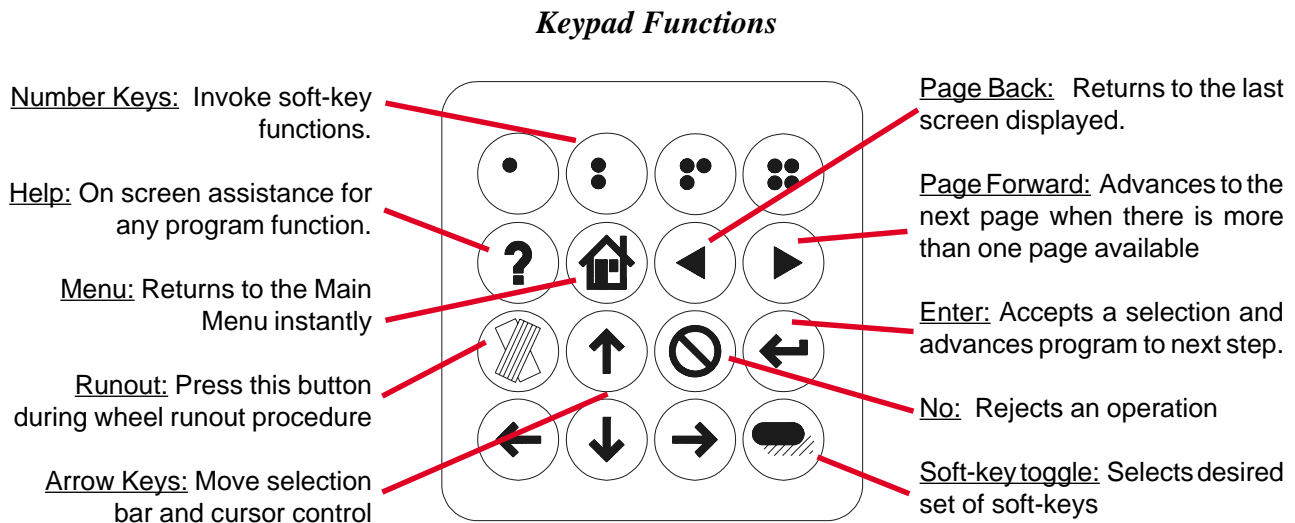 Keypad Functions
Number Keys: Invoke soft-key
functions.
Help: On screen assistance for
any program function.
Menu: Returns to the Main
Menu instantly
Runout: Press this button
during wheel runout procedure
Arrow Keys: Move selection
bar and cursor control
?
Page Back: Returns to the last
screen displayed.
Page Forward: Advances to the
next page when there is more
than one page available
Enter: Accepts a selection and
advances program to next step.
No: Rejects an operation
Soft-key toggle: Selects desired
set of soft-keys